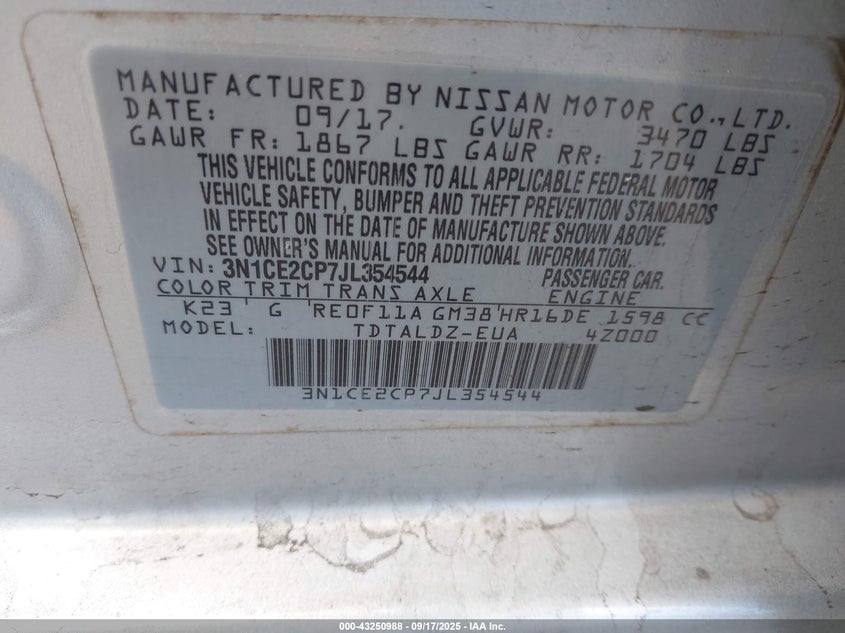 MANUFACTURED BY NISSAN MOTOR CO., LTD.
DATE: 09/17. GVWR: 3470 LBS
GAWR FR: 1867 LBS GAWR RR: 1704 LBS
THIS VEHICLE CONFORMS TO ALL APPLICABLE FEDERAL MOTOR
VEHICLE SAFETY, BUMPER AND THEFT PREVENTION STANDARDS
IN EFFECT ON THE DATE OF MANUFACTURE SHOWN ABOVE.
SEE OWNER'S MANUAL FOR ADDITIONAL INFORMATION.
VIN: 3N1CE2CP7JL354544 PASSENGER CAR.
COLOR TRIM TRANS AXLE ENGINE
K23 G RE0F11A GM38 HR16DE 1598 CC
MODEL: TDTALDZ-EUA 4Z000
3N1CE2CP7JL354544
000-43250988 - 09/17/2025 - IAA Inc.